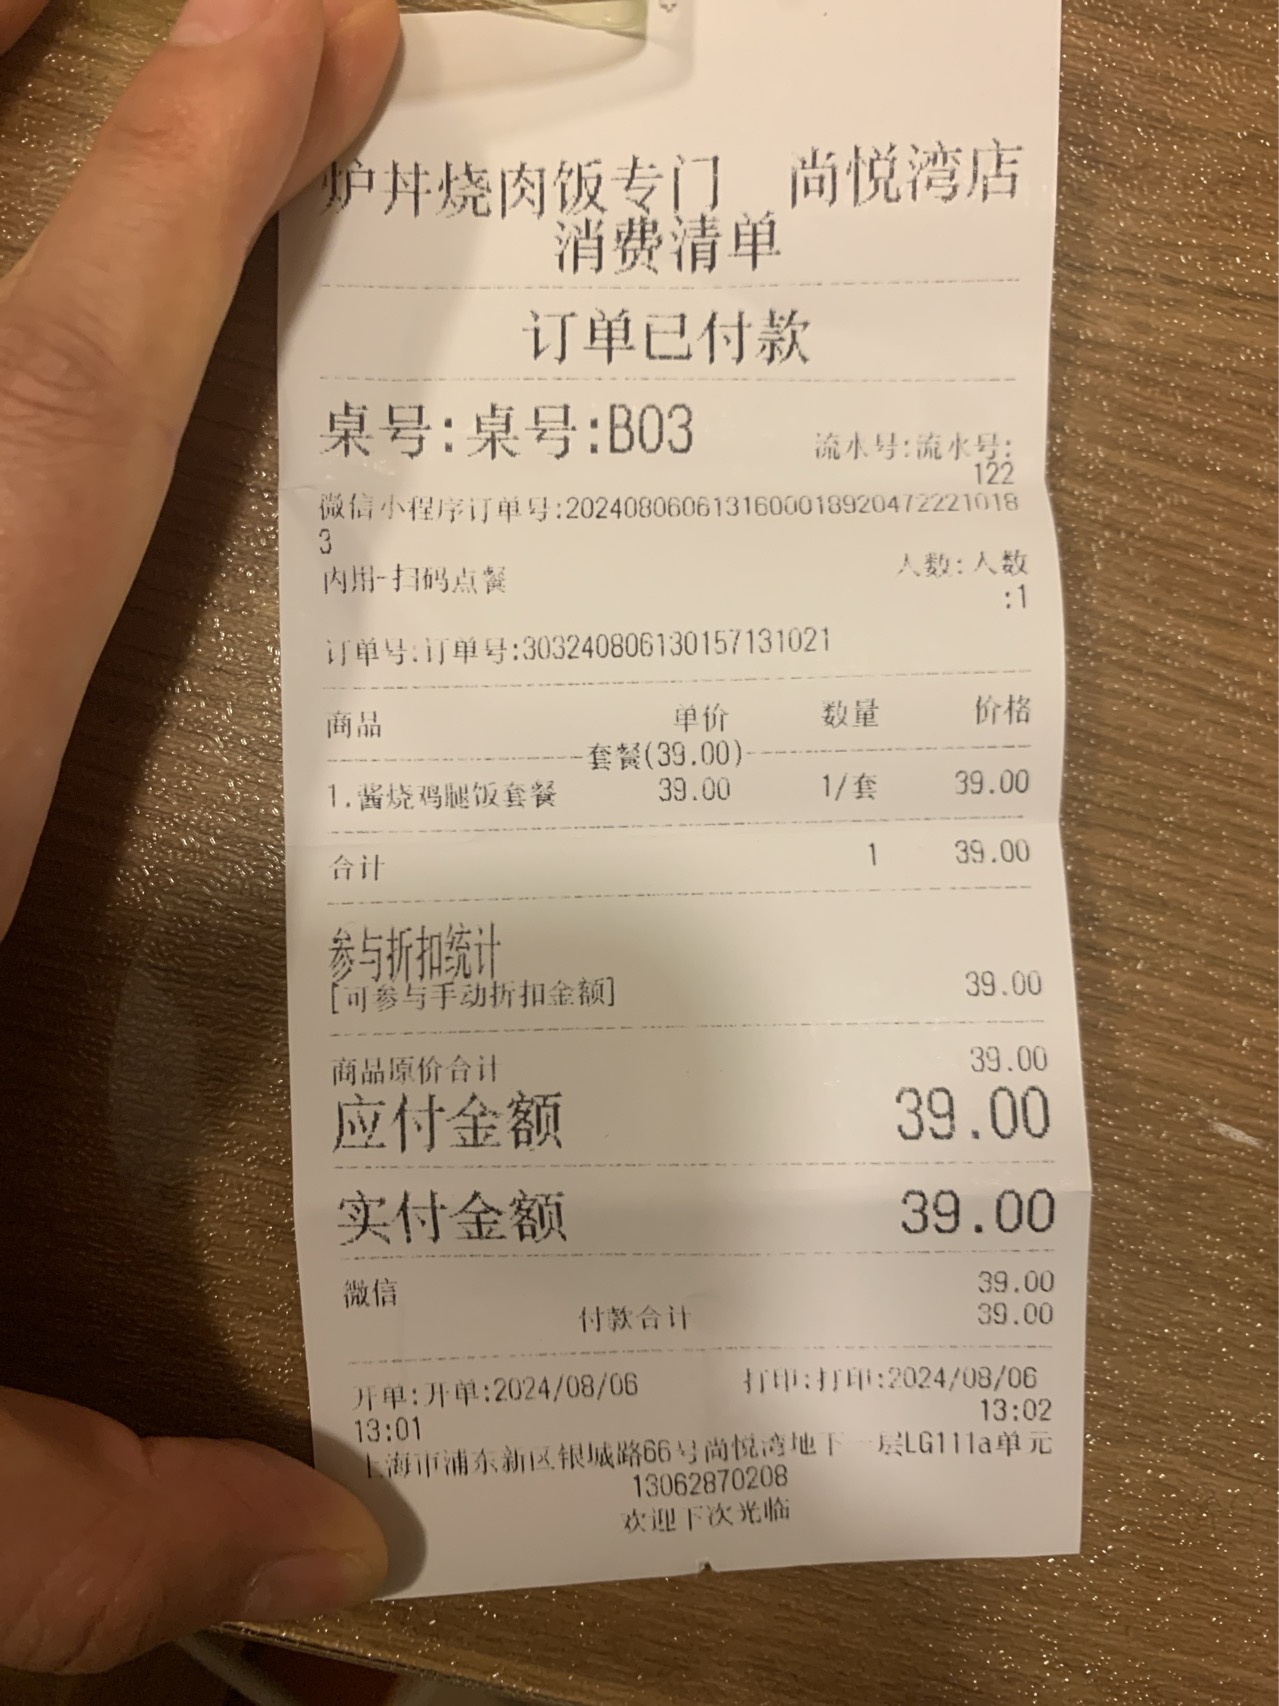 炉丼烧肉饭专门 尚悦湾店
消费清单
订单已付款
桌号:桌号:B03
流水号:流水号:
122
微信小程序订单号:2024080606131600018920472221018
3
内用-扫码点餐
人数:人数
:1
订单号:订单号:303240806130157131021
商品 单价 数量 价格
套餐(39.00)
1.酱烧鸡腿饭套餐 39.00 1/套 39.00
合计 1 39.00
参与折扣统计
[可参与手动折扣金额] 39.00
商品原价合计 39.00
应付金额 39.00
实付金额 39.00
微信 39.00
付款合计 39.00
开单:开单:2024/08/06 打印:打印:2024/08/06
13:01 13:02
上海市浦东新区银城路66号尚悦湾地下一层LG111a单元
13062870208
欢迎下次光临